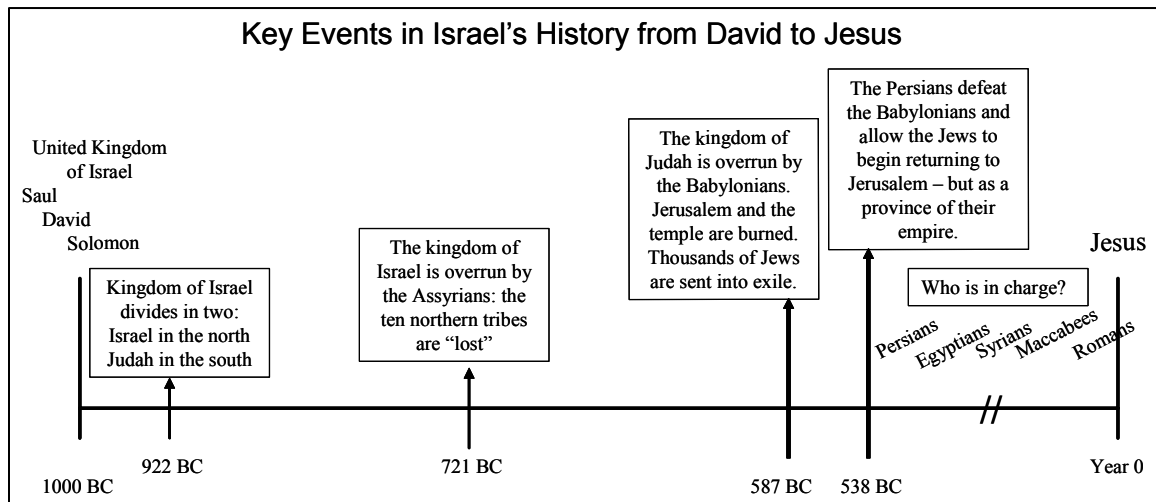 Key Events in Israel's History from David to Jesus
United Kingdom
of Israel
Saul
David
Solomon
Kingdom of Israel
divides in two:
Israel in the north
Judah in the south
The kingdom of
Israel is overrun by
the Assyrians: the
ten northern tribes
are “lost”
The kingdom of
Judah is overrun by
the Babylonians.
Jerusalem and the
temple are burned.
Thousands of Jews
are sent into exile.
The Persians defeat
the Babylonians and
allow the Jews to
begin returning to
Jerusalem – but as a
province of their
empire.
Jesus
Who is in charge?
Persians
Egyptians
Syrians
Maccabees
Romans
1000 BC
922 BC
721 BC
587 BC
538 BC
Year 0